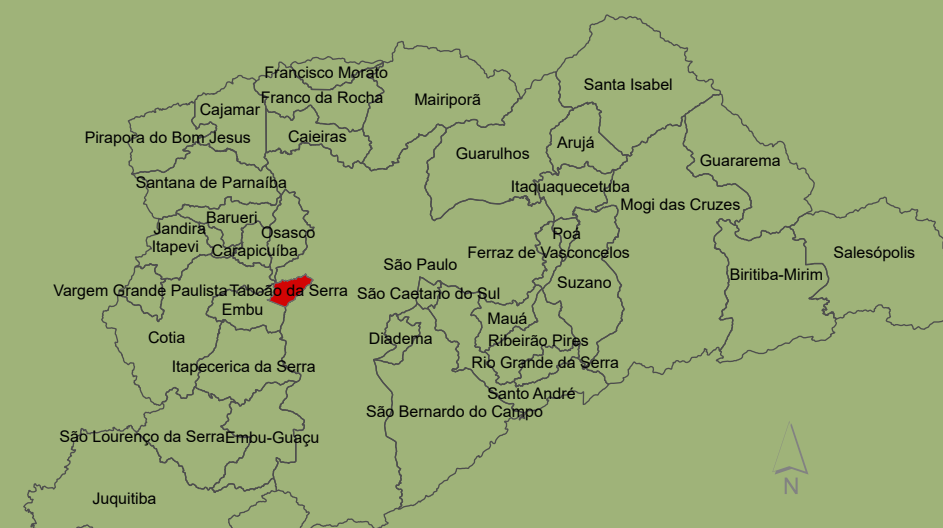 Francisco Morato
Santa Isabel
Franco da Rocha
Mairiporã
Cajamar
Pirapora do Bom Jesus
Caieiras
Arujá
Guarulhos
Guararema
Santana de Parnaíba
Itaquaquecetuba
Mogi das Cruzes
Barueri
Jandira
Osasco
Poá
Itapevi
Carapicuíba
Ferraz de Vasconcelos
Salesópolis
São Paulo
Biritiba-Mirim
Suzano
Vargem Grande Paulista
Taboão da Serra
São Caetano do Sul
Embu
Mauá
Cotia
Diadema
Ribeirão Pires
Itapecerica da Serra
Rio Grande da Serra
Santo André
São Bernardo do Campo
São Lourenço da Serra
Embu-Guaçu
Juquitiba
N